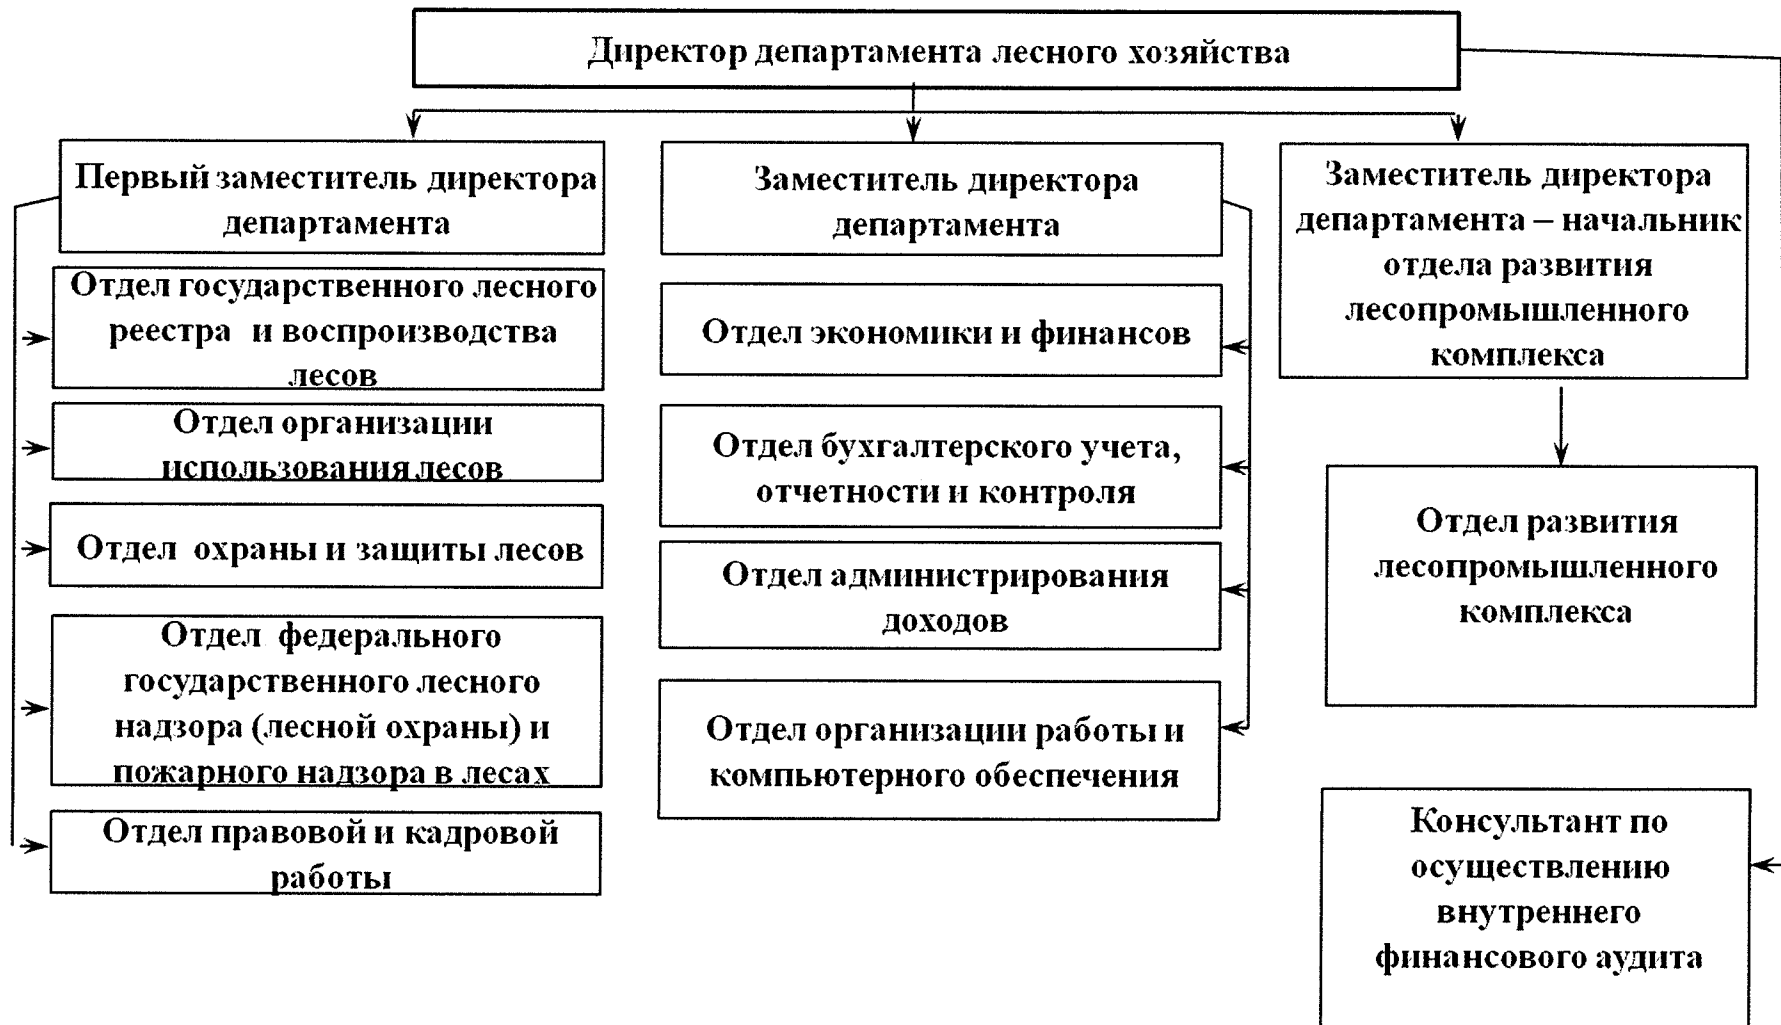 Директор департамента лесного хозяйства
Первый заместитель директора
департамента
Отдел государственного лесного
реестра и воспроизводства
лесов
Отдел организации
использования лесов
Отдел охраны и защиты лесов
Отдел федерального
государственного лесного
надзора (лесной охраны) и
пожарного надзора в лесах
Отдел правовой и кадровой
работы
Заместитель директора
департамента
Отдел экономики и финансов
Отдел бухгалтерского учета,
отчетности и контроля
Отдел администрирования
доходов
Отдел организации работы и
компьютерного обеспечения
Заместитель директора
департамента – начальник
отдела развития
лесопромышленного
комплекса
Отдел развития
лесопромышленного
комплекса
Консультант по
осуществлению
внутреннего
финансового аудита